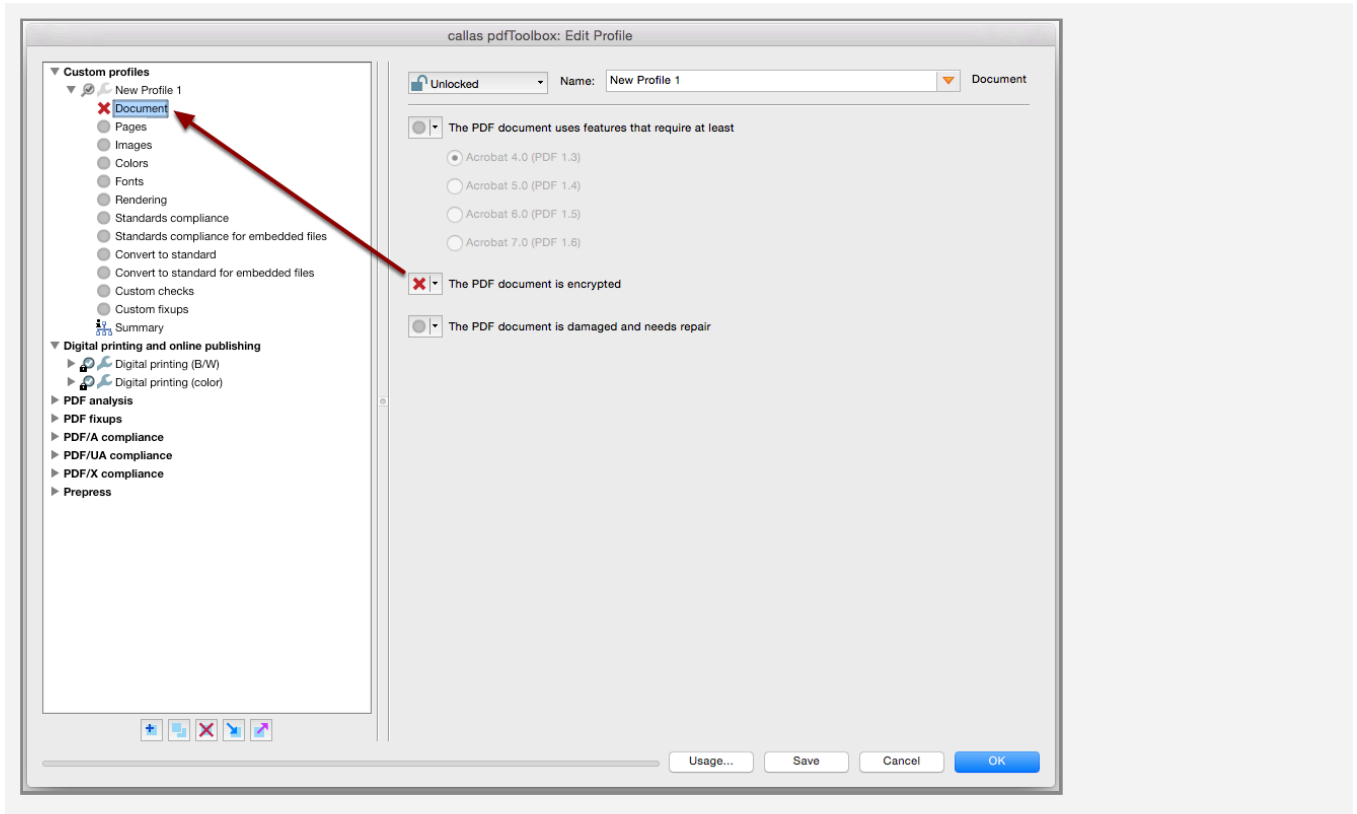 callas pdfToolbox: Edit Profile
Custom profiles
New Profile 1
Document
Pages
Images
Colors
Fonts
Rendering
Standards compliance
Standards compliance for embedded files
Convert to standard
Convert to standard for embedded files
Custom checks
Custom fixups
Summary
Digital printing and online publishing
Digital printing (B/W)
Digital printing (color)
PDF analysis
PDF fixups
PDF/A compliance
PDF/UA compliance
PDF/X compliance
Prepress
Unlocked Name: New Profile 1 Document
The PDF document uses features that require at least
Acrobat 4.0 (PDF 1.3)
Acrobat 5.0 (PDF 1.4)
Acrobat 6.0 (PDF 1.5)
Acrobat 7.0 (PDF 1.6)
The PDF document is encrypted
The PDF document is damaged and needs repair
Usage... Save Cancel OK